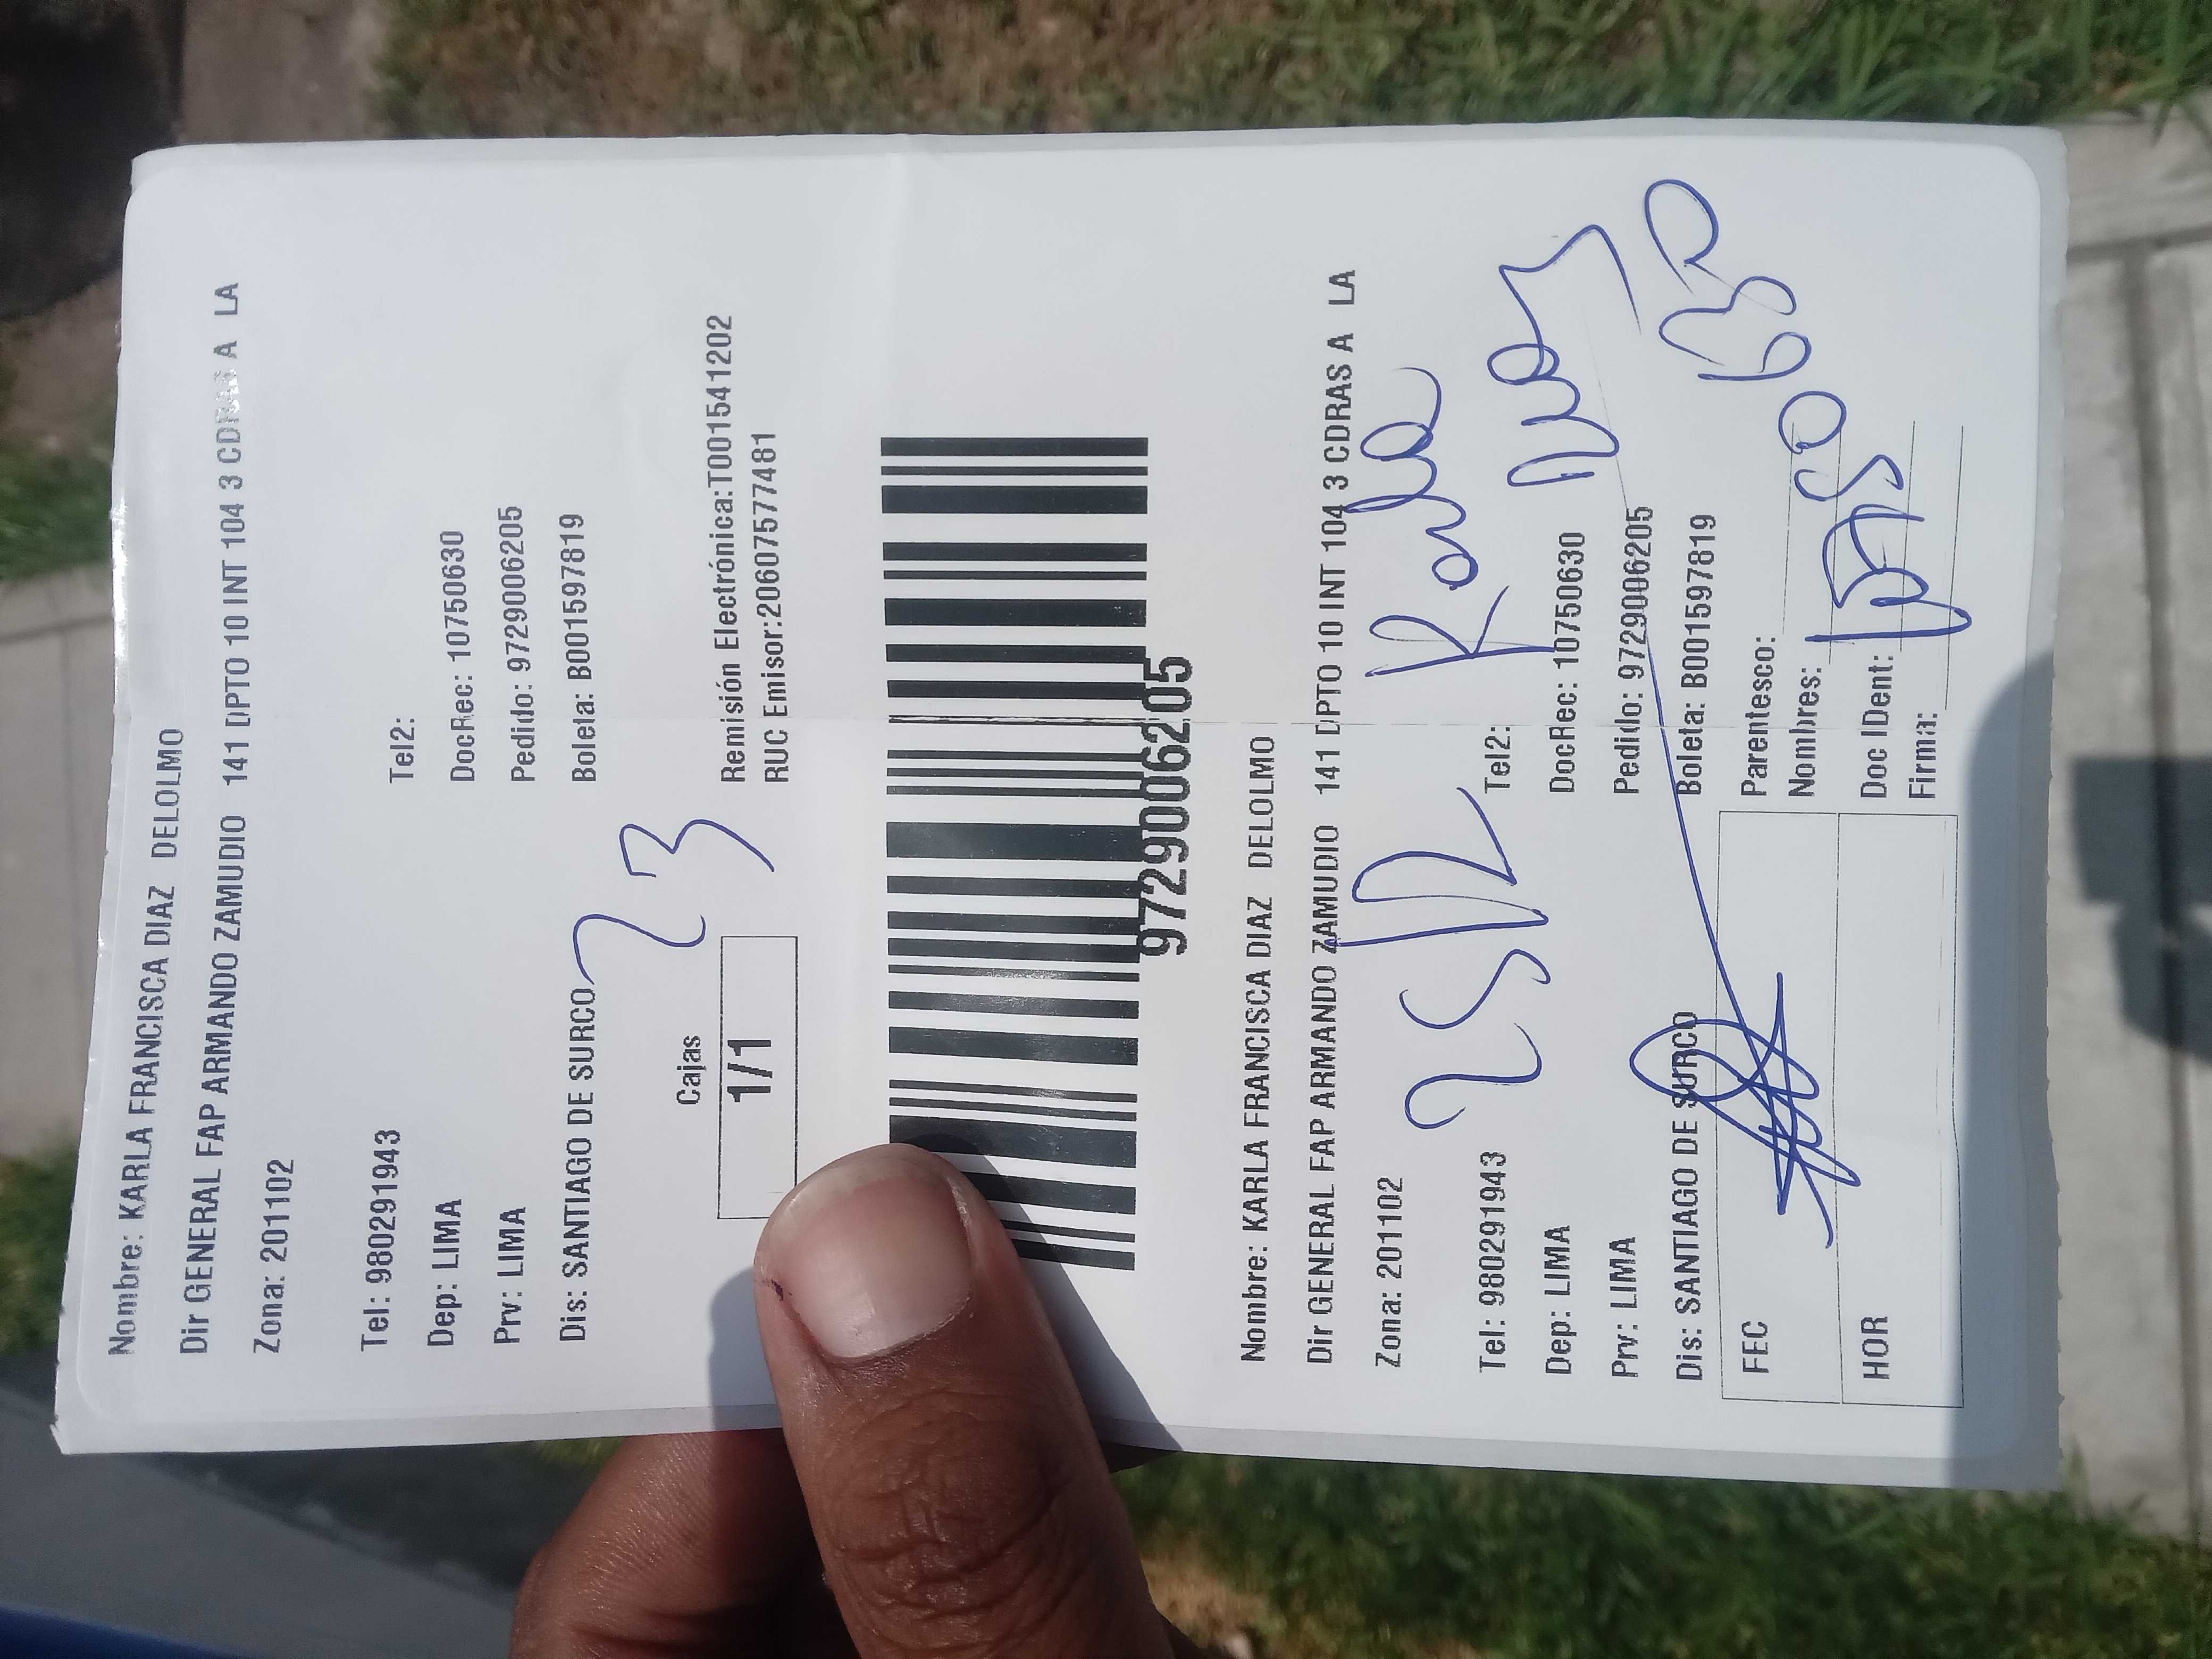 Nombre: KARLA FRANCISCA DIAZ DELOLMO
Dir GENERAL FAP ARMANDO ZAMUDIO 141 DPTO 10 INT 104 3 CDRAS A LA
Zona: 201102
Tel: 980291943 Tel2:
Dep: LIMA DocRec: 10750630
Prv: LIMA Pedido: 9729006205
Dis: SANTIAGO DE SURCO Boleta: B001597819
23
Cajas
1/1
Remisión Electrónica:T001541202
RUC Emisor:20607577481
9729006205
Nombre: KARLA FRANCISCA DIAZ DELOLMO
Dir GENERAL FAP ARMANDO ZAMUDIO 141 DPTO 10 INT 104 3 CDRAS A LA
Zona: 201102
Karla
Tel: 980291943 Tel2:
Dep: LIMA DocRec: 10750630
Prv: LIMA Pedido: 9729006205
Dis: SANTIAGO DE SURCO Boleta: B001597819
FEC
HOR
Parentesco:
Nombres:
Doc IDent:
Firma: